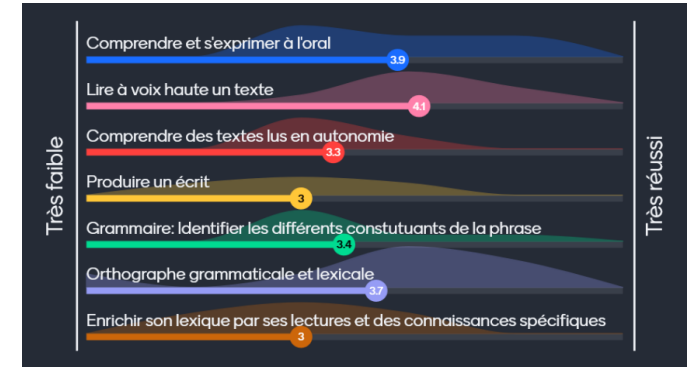 Comprendre et s'exprimer à l'oral
3.9
Lire à voix haute un texte
4.1
Comprendre des textes lus en autonomie
3.3
Produire un écrit
3
Grammaire: Identifier les différents constutuants de la phrase
3.4
Orthographe grammaticale et lexicale
3.7
Enrichir son lexique par ses lectures et des connaissances spécifiques
3
Très faible
Très réussi